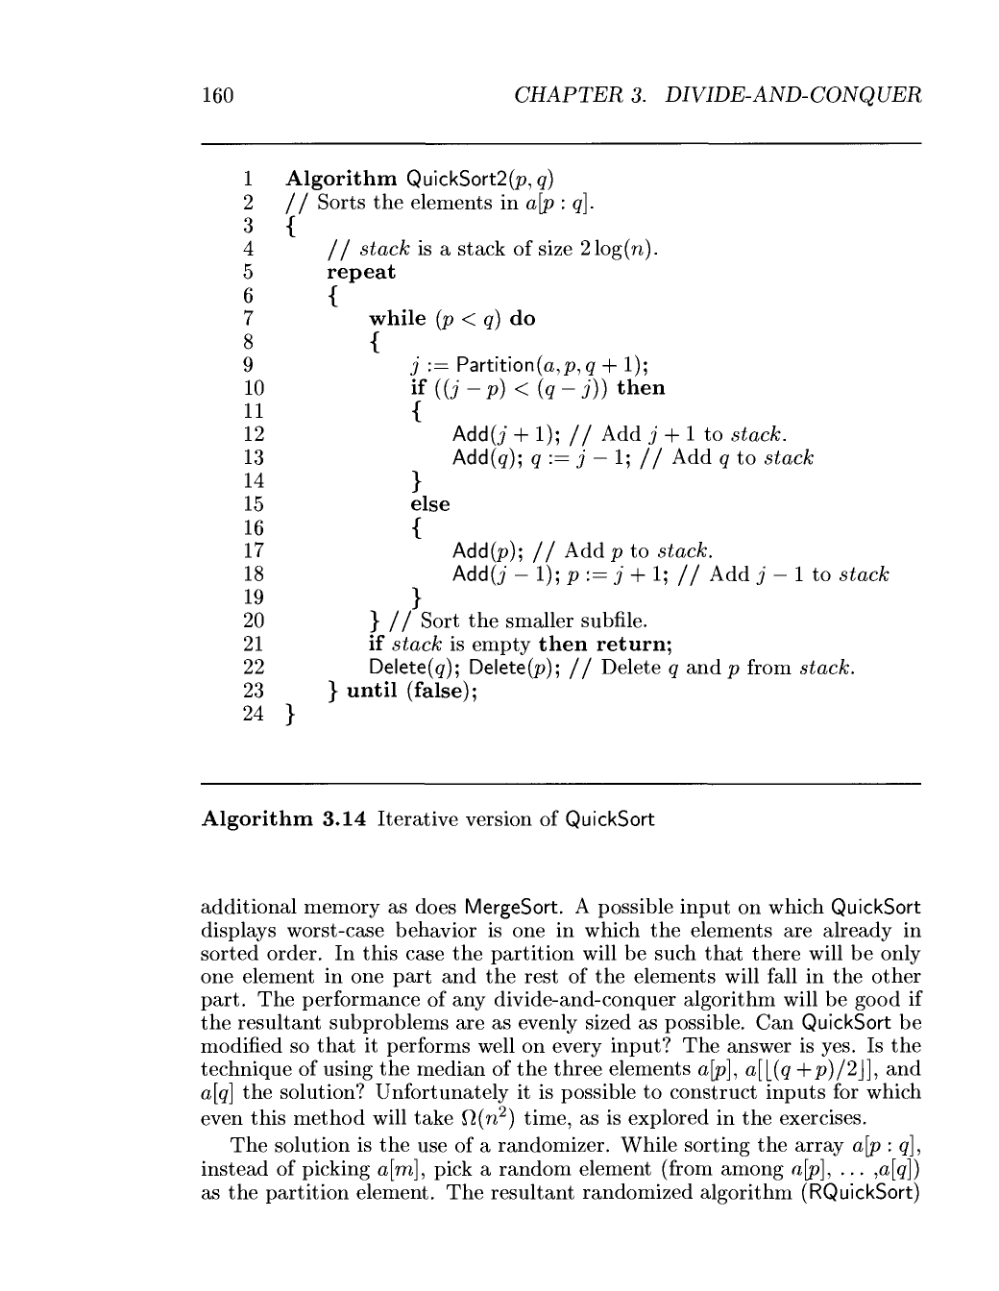 160 CHAPTER 3. DIVIDE-AND-CONQUER
1 Algorithm QuickSort2(p, q)
2 // Sorts the elements in a[p : q].
3 {
4 // stack is a stack of size 2 log(n).
5 repeat
6 {
7 while (p < q) do
8 {
9 j := Partition(a, p, q + 1);
10 if ((j − p) < (q − j)) then
11 {
12 Add(j + 1); // Add j + 1 to stack.
13 Add(q); q := j − 1; // Add q to stack
14 }
15 else
16 {
17 Add(p); // Add p to stack.
18 Add(j − 1); p := j + 1; // Add j − 1 to stack
19 }
20 } // Sort the smaller subfile.
21 if stack is empty then return;
22 Delete(q); Delete(p); // Delete q and p from stack.
23 } until (false);
24 }
Algorithm 3.14 Iterative version of QuickSort
additional memory as does MergeSort. A possible input on which QuickSort
displays worst-case behavior is one in which the elements are already in
sorted order. In this case the partition will be such that there will be only
one element in one part and the rest of the elements will fall in the other
part. The performance of any divide-and-conquer algorithm will be good if
the resultant subproblems are as evenly sized as possible. Can QuickSort be
modified so that it performs well on every input? The answer is yes. Is the
technique of using the median of the three elements a[p], a[⌊(q + p)/2⌋], and
a[q] the solution? Unfortunately it is possible to construct inputs for which
even this method will take Ω(n²) time, as is explored in the exercises.
The solution is the use of a randomizer. While sorting the array a[p : q],
instead of picking a[m], pick a random element (from among a[p], ... ,a[q])
as the partition element. The resultant randomized algorithm (RQuickSort)